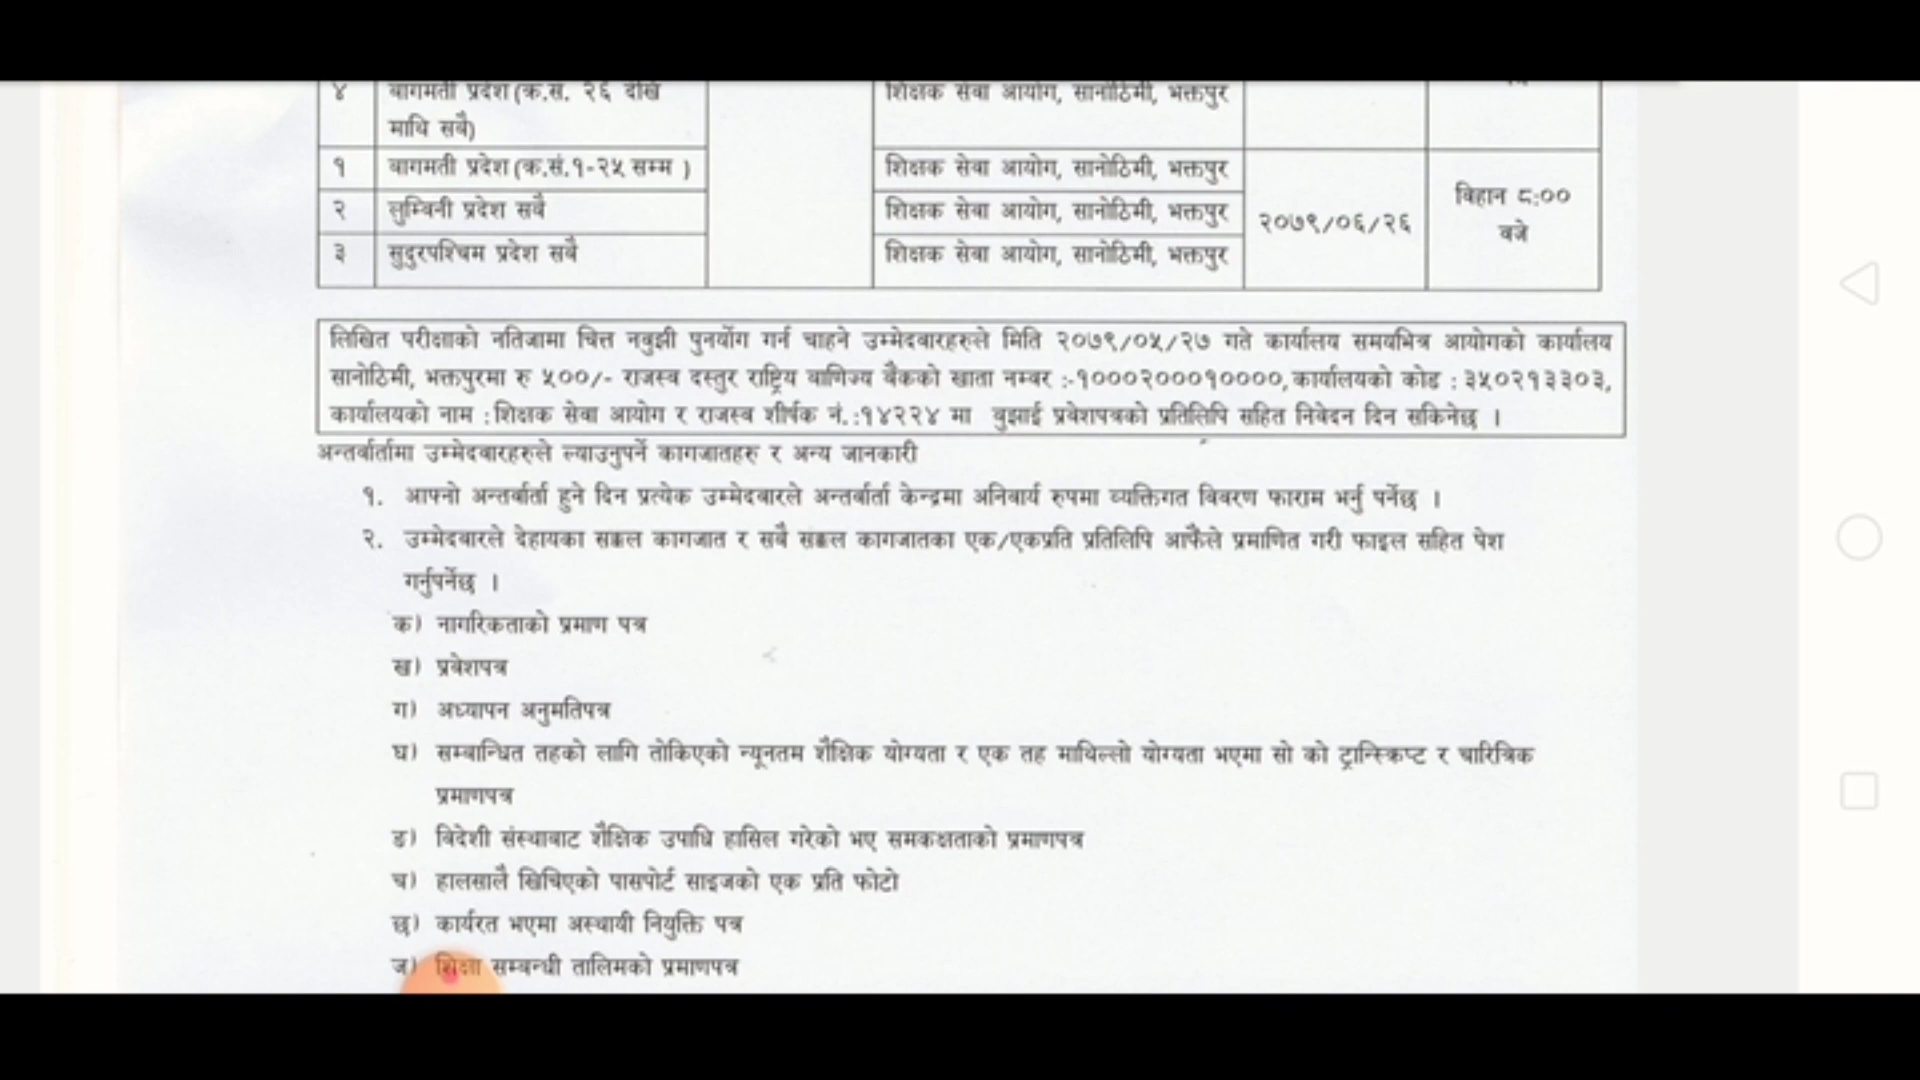 ४ बागमती प्रदेश (क.सं. २६ देखि शिक्षक सेवा आयोग, सानोठिमी, भक्तपुर
माथि सबै)
१ बागमती प्रदेश (क.सं.१-२५ सम्म ) शिक्षक सेवा आयोग, सानोठिमी, भक्तपुर
२ लुम्विनी प्रदेश सबै शिक्षक सेवा आयोग, सानोठिमी, भक्तपुर २०७९/०६/२६ विहान ८:०० वजे
३ सुदुरपश्चिम प्रदेश सबै शिक्षक सेवा आयोग, सानोठिमी, भक्तपुर
लिखित परीक्षाको नतिजामा चित्त नवुझी पुनर्योग गर्न चाहने उम्मेदवारहरुले मिति २०७९/०५/२७ गते कार्यालय समयभित्र आयोगको कार्यालय
सानोठिमी, भक्तपुरमा रु ५००/- राजस्व दस्तुर राष्ट्रिय वाणिज्य बैंकको खाता नम्बर :-१०००२०००१००००,कार्यालयको कोड : ३५०२१३३०३,
कार्यालयको नाम : शिक्षक सेवा आयोग र राजस्व शीर्षक नं.:१४२२४ मा वुझाई प्रवेशपत्रको प्रतिलिपि सहित निवेदन दिन सकिनेछ ।
अन्तर्वार्तामा उम्मेदवारहरुले ल्याउनुपर्ने कागजातहरु र अन्य जानकारी
१. आफ्नो अन्तर्वार्ता हुने दिन प्रत्येक उम्मेदवारले अन्तर्वार्ता केन्द्रमा अनिवार्य रुपमा व्यक्तिगत विवरण फाराम भर्नु पर्नेछ ।
२. उम्मेदवारले देहायका सक्कल कागजात र सबै सक्कल कागजातका एक/एकप्रति प्रतिलिपि आफैंले प्रमाणित गरी फाइल सहित पेश
गर्नुपर्नेछ ।
क) नागरिकताको प्रमाण पत्र
ख) प्रवेशपत्र
ग) अध्यापन अनुमतिपत्र
घ) सम्बान्धित तहको लागि तोकिएको न्यूनतम शैक्षिक योग्यता र एक तह माथिल्लो योग्यता भएमा सो को ट्रान्स्क्रिप्ट र चारित्रिक
प्रमाणपत्र
ङ) विदेशी संस्थाबाट शैक्षिक उपाधि हासिल गरेको भए समकक्षताको प्रमाणपत्र
च) हालसालै खिचिएको पासपोर्ट साइजको एक प्रति फोटो
छ) कार्यरत भएमा अस्थायी नियुक्ति पत्र
ज) शिक्षा सम्बन्धी तालिमको प्रमाणपत्र